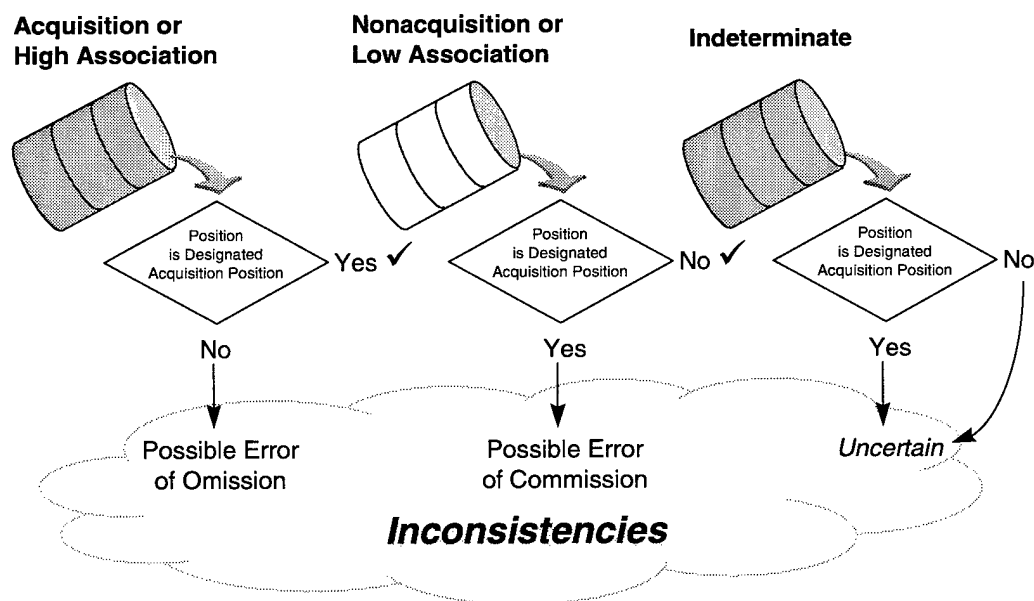 Acquisition or
High Association
Nonacquisition or
Low Association
Indeterminate
Position
is Designated
Acquisition Position
Yes ✓
Position
is Designated
Acquisition Position
No ✓
Position
is Designated
Acquisition Position
No
No
Yes
Yes
Possible Error
of Omission
Possible Error
of Commission
Uncertain
Inconsistencies